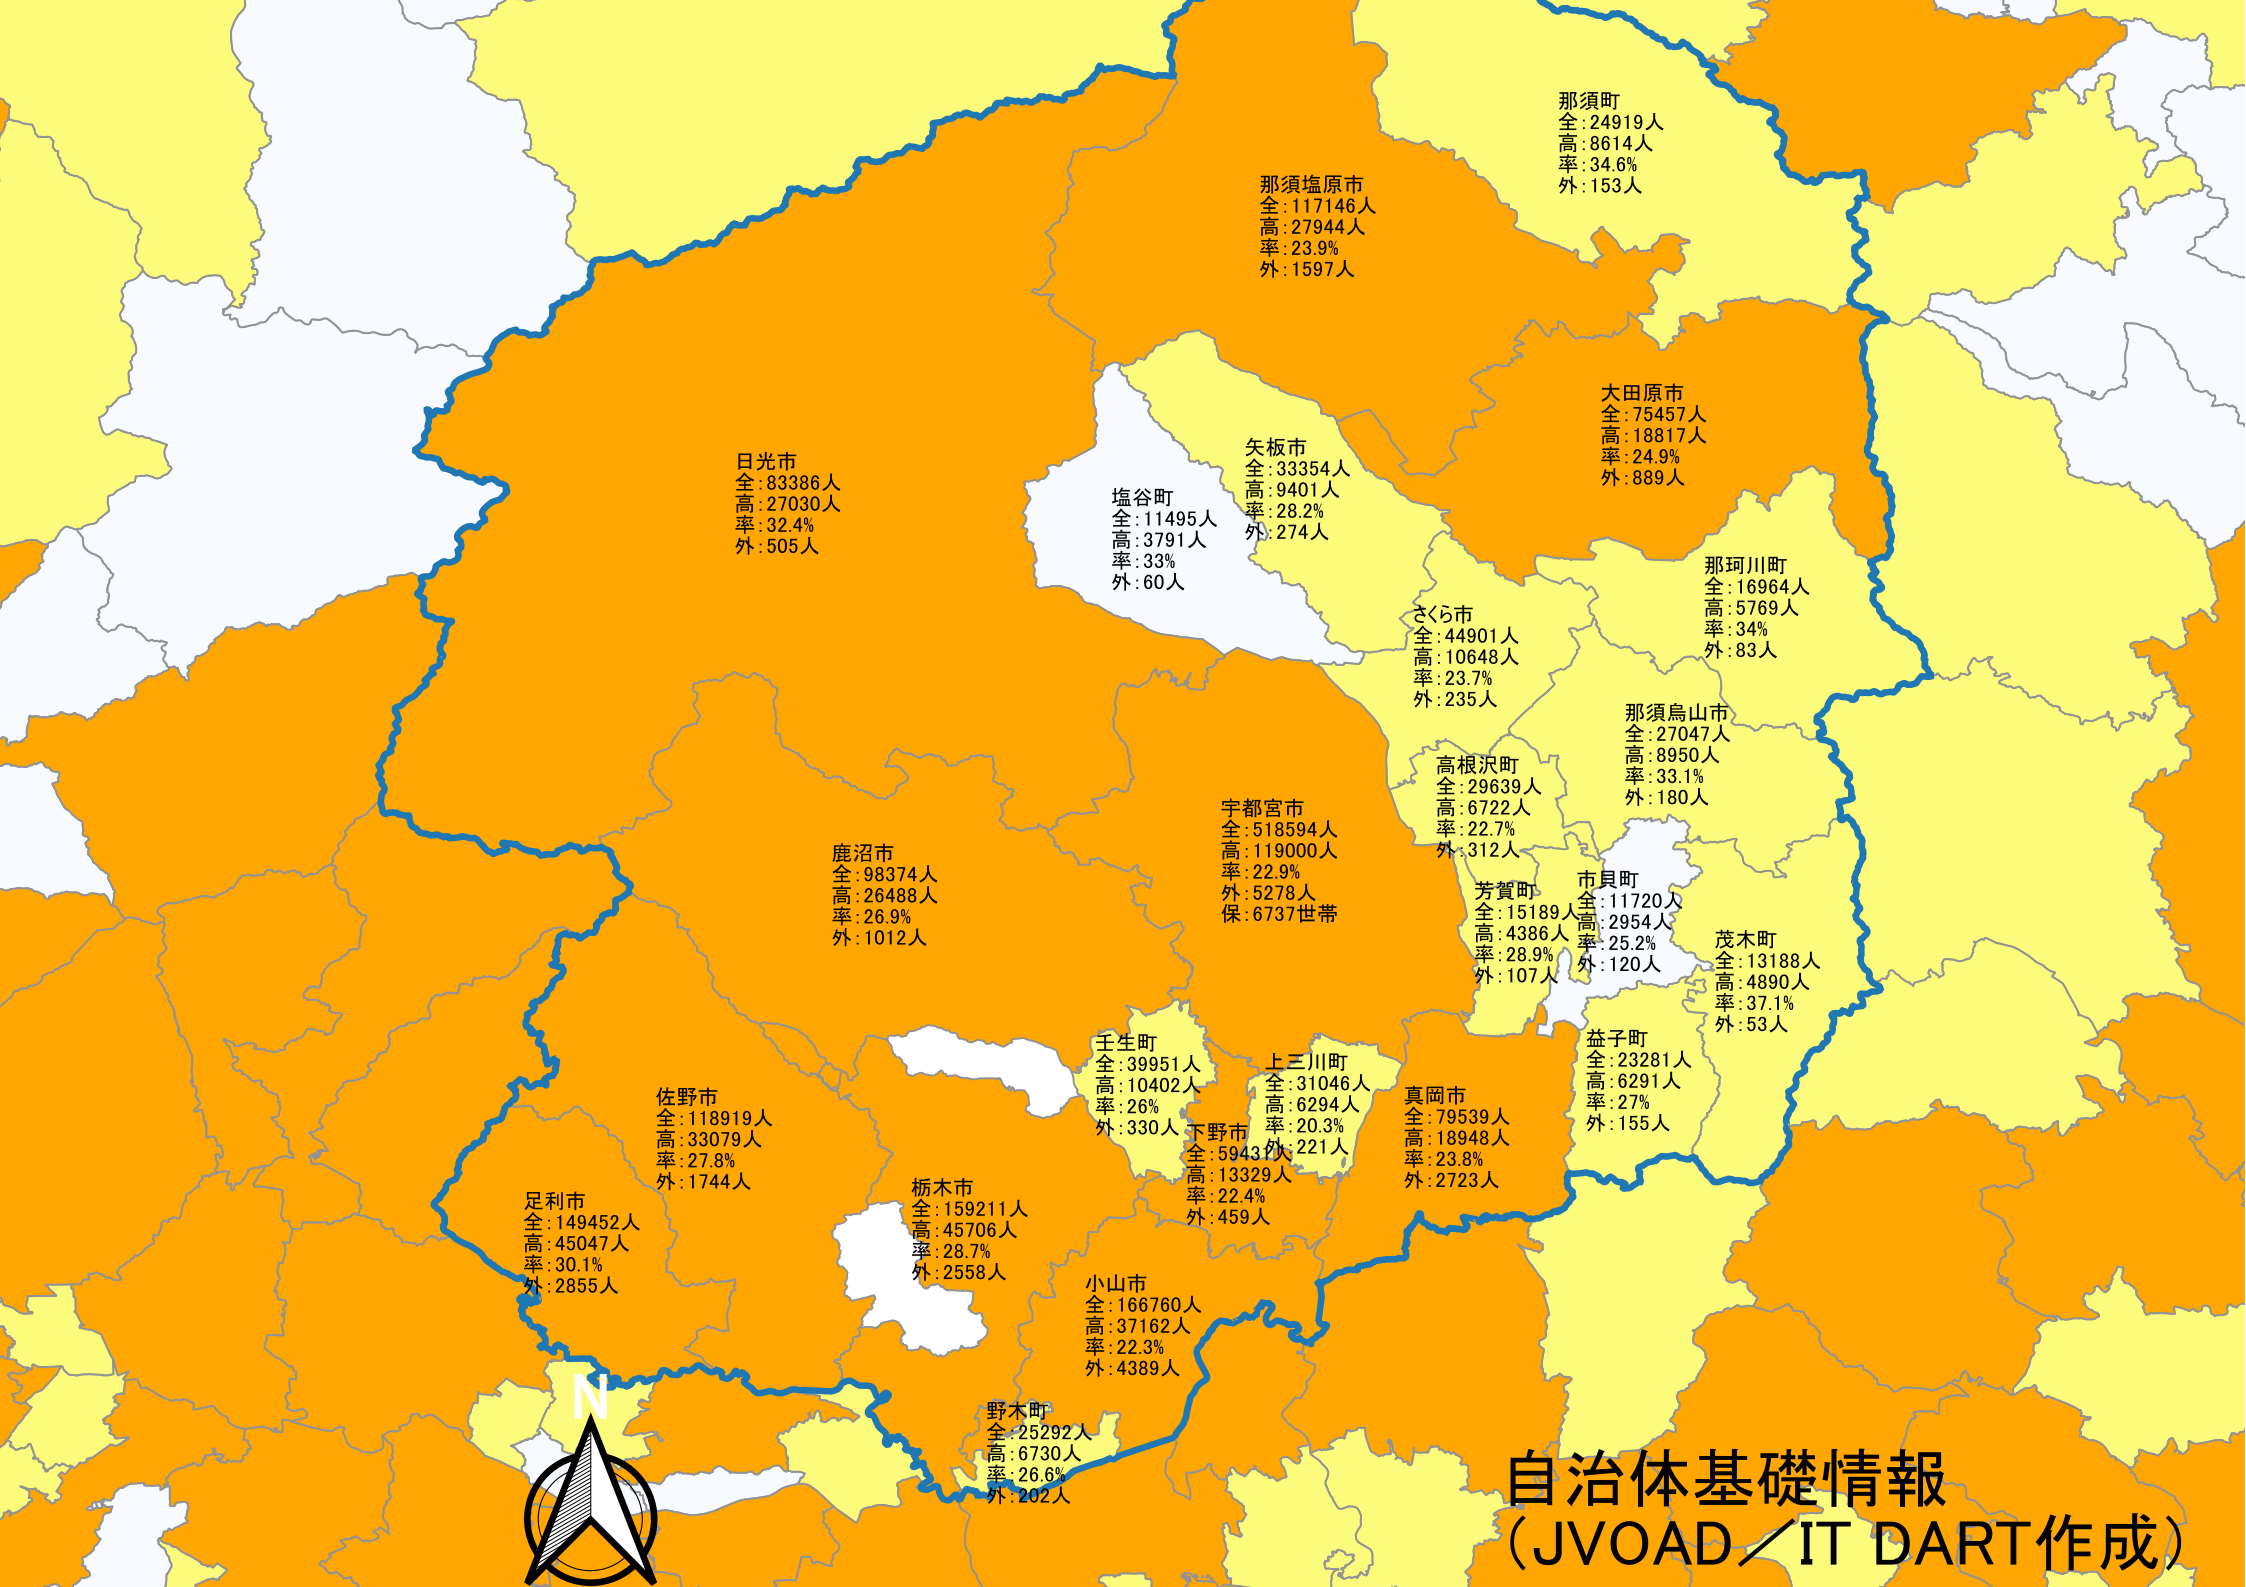 那須町
全:24919人
高:8614人
率:34.6%
外:153人
那須塩原市
全:117146人
高:27944人
率:23.9%
外:1597人
大田原市
全:75457人
高:18817人
率:24.9%
外:889人
矢板市
全:33354人
高:9401人
率:28.2%
外:274人
日光市
全:83386人
高:27030人
率:32.4%
外:505人
塩谷町
全:11495人
高:3791人
率:33%
外:60人
那珂川町
全:16964人
高:5769人
率:34%
外:83人
さくら市
全:44901人
高:10648人
率:23.7%
外:235人
那須烏山市
全:27047人
高:8950人
率:33.1%
外:180人
高根沢町
全:29639人
高:6722人
率:22.7%
外:312人
宇都宮市
全:518594人
高:119000人
率:22.9%
外:5278人
保:6737世帯
鹿沼市
全:98374人
高:26488人
率:26.9%
外:1012人
芳賀町
全:15189人
高:4386人
率:28.9%
外:107人
市貝町
全:11720人
高:2954人
率:25.2%
外:120人
茂木町
全:13188人
高:4890人
率:37.1%
外:53人
益子町
全:23281人
高:6291人
率:27%
外:155人
壬生町
全:39951人
高:10402人
率:26%
外:330人
上三川町
全:31046人
高:6294人
率:20.3%
外:221人
真岡市
全:79539人
高:18948人
率:23.8%
外:2723人
下野市
全:59431人
高:13329人
率:22.4%
外:459人
佐野市
全:118919人
高:33079人
率:27.8%
外:1744人
足利市
全:149452人
高:45047人
率:30.1%
外:2855人
栃木市
全:159211人
高:45706人
率:28.7%
外:2558人
小山市
全:166760人
高:37162人
率:22.3%
外:4389人
野木町
全:25292人
高:6730人
率:26.6%
外:202人
N
自治体基礎情報
（JVOAD／IT DART作成）